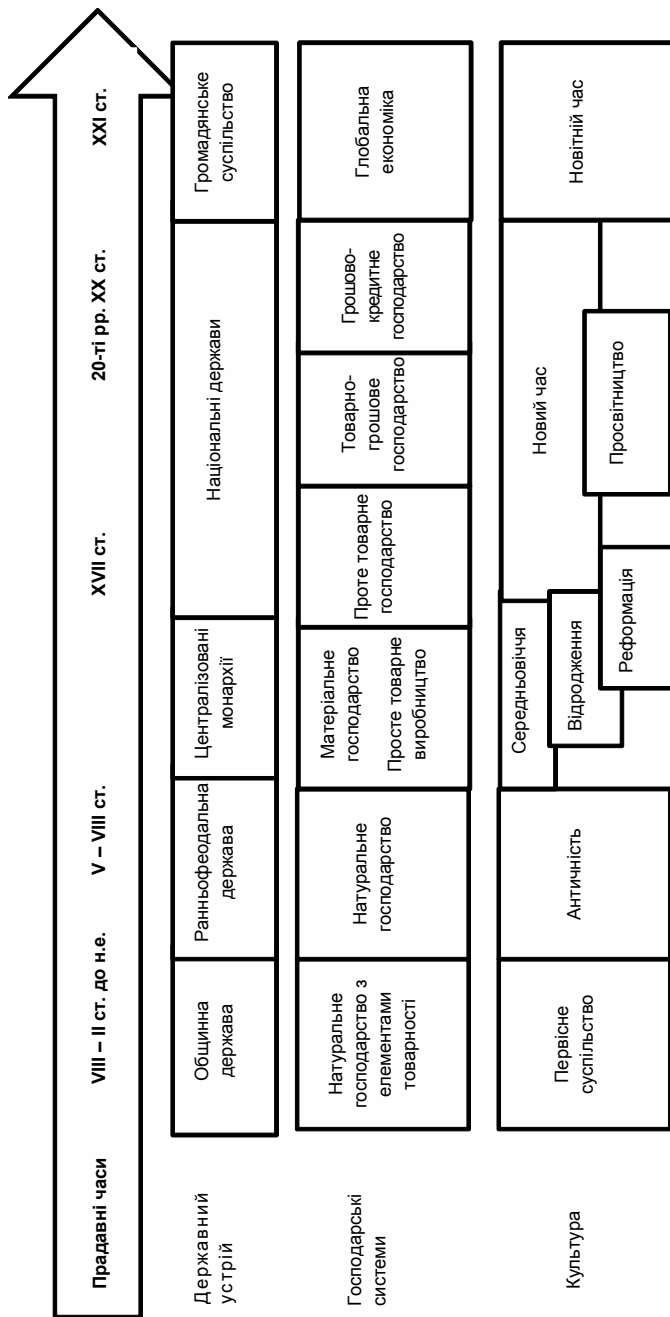 Прадавні часи
VIII – II ст. до н.е.
V – VIII ст.
XVII ст.
20-ті рр. XX ст.
XXI ст.
Державний
устрій
Общинна
держава
Ранньофеодальна
держава
Централізовані
монархії
Національні держави
Громадянське
суспільство
Господарські
системи
Натуральне
господарство з
елементами
товарності
Натуральне
господарство
Матеріальне
господарство
Просте товарне
виробництво
Проте товарне
господарство
Товарно-
грошове
господарство
Грошово-
кредитне
господарство
Глобальна
економіка
Культура
Первісне
суспільство
Античність
Середньовіччя
Відродження
Реформація
Новий час
Просвітництво
Новітній час